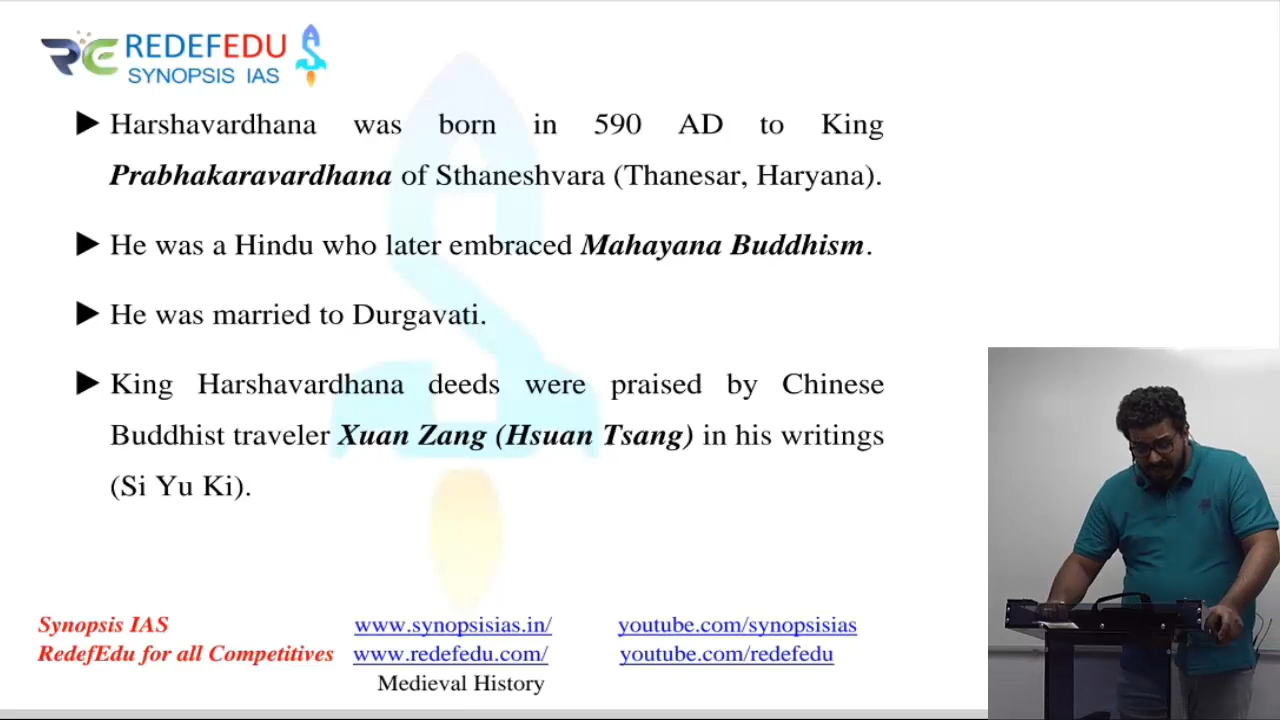 REDEFEDU
SYNOPSIS IAS
Harshavardhana was born in 590 AD to King
Prabhakaravardhana of Sthaneshvara (Thanesar, Haryana).
He was a Hindu who later embraced Mahayana Buddhism.
He was married to Durgavati.
King Harshavardhana deeds were praised by Chinese
Buddhist traveler Xuan Zang (Hsuan Tsang) in his writings
(Si Yu Ki).
Synopsis IAS www.synopsisias.in/ youtube.com/synopsisias
RedefEdu for all Competitives www.redefedu.com/ youtube.com/redefedu
Medieval History